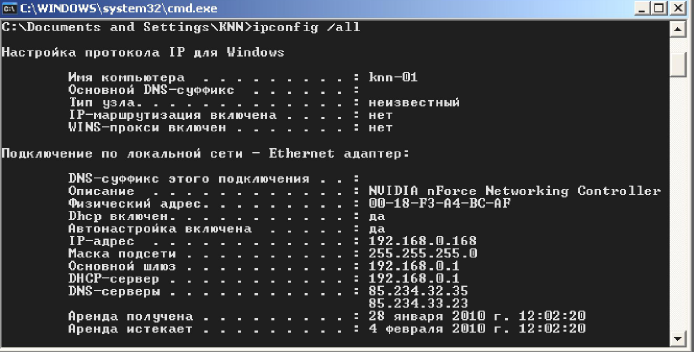 C:\WINDOWS\system32\cmd.exe
C:\Documents and Settings\KNN>ipconfig /all
Настройка протокола IP для Windows
Имя компьютера . . . . . . . . . : knn-01
Основной DNS-суффикс . . . . . . :
Тип узла. . . . . . . . . . . . . : неизвестный
IP-маршрутизация включена . . . . : нет
WINS-прокси включен . . . . . . . : нет
Подключение по локальной сети - Ethernet адаптер:
DNS-суффикс этого подключения . . :
Описание . . . . . . . . . . . . : NVIDIA nForce Networking Controller
Физический адрес. . . . . . . . . : 00-18-F3-A4-BC-AF
Dhcp включен. . . . . . . . . . . : да
Автонастройка включена . . . . . : да
IP-адрес . . . . . . . . . . . . : 192.168.0.168
Маска подсети . . . . . . . . . . : 255.255.255.0
Основной шлюз . . . . . . . . . . : 192.168.0.1
DHCP-сервер . . . . . . . . . . . : 192.168.0.1
DNS-серверы . . . . . . . . . . . : 85.234.32.35
85.234.33.23
Аренда получена . . . . . . . . . : 28 января 2010 г. 12:02:20
Аренда истекает . . . . . . . . . : 4 февраля 2010 г. 12:02:20